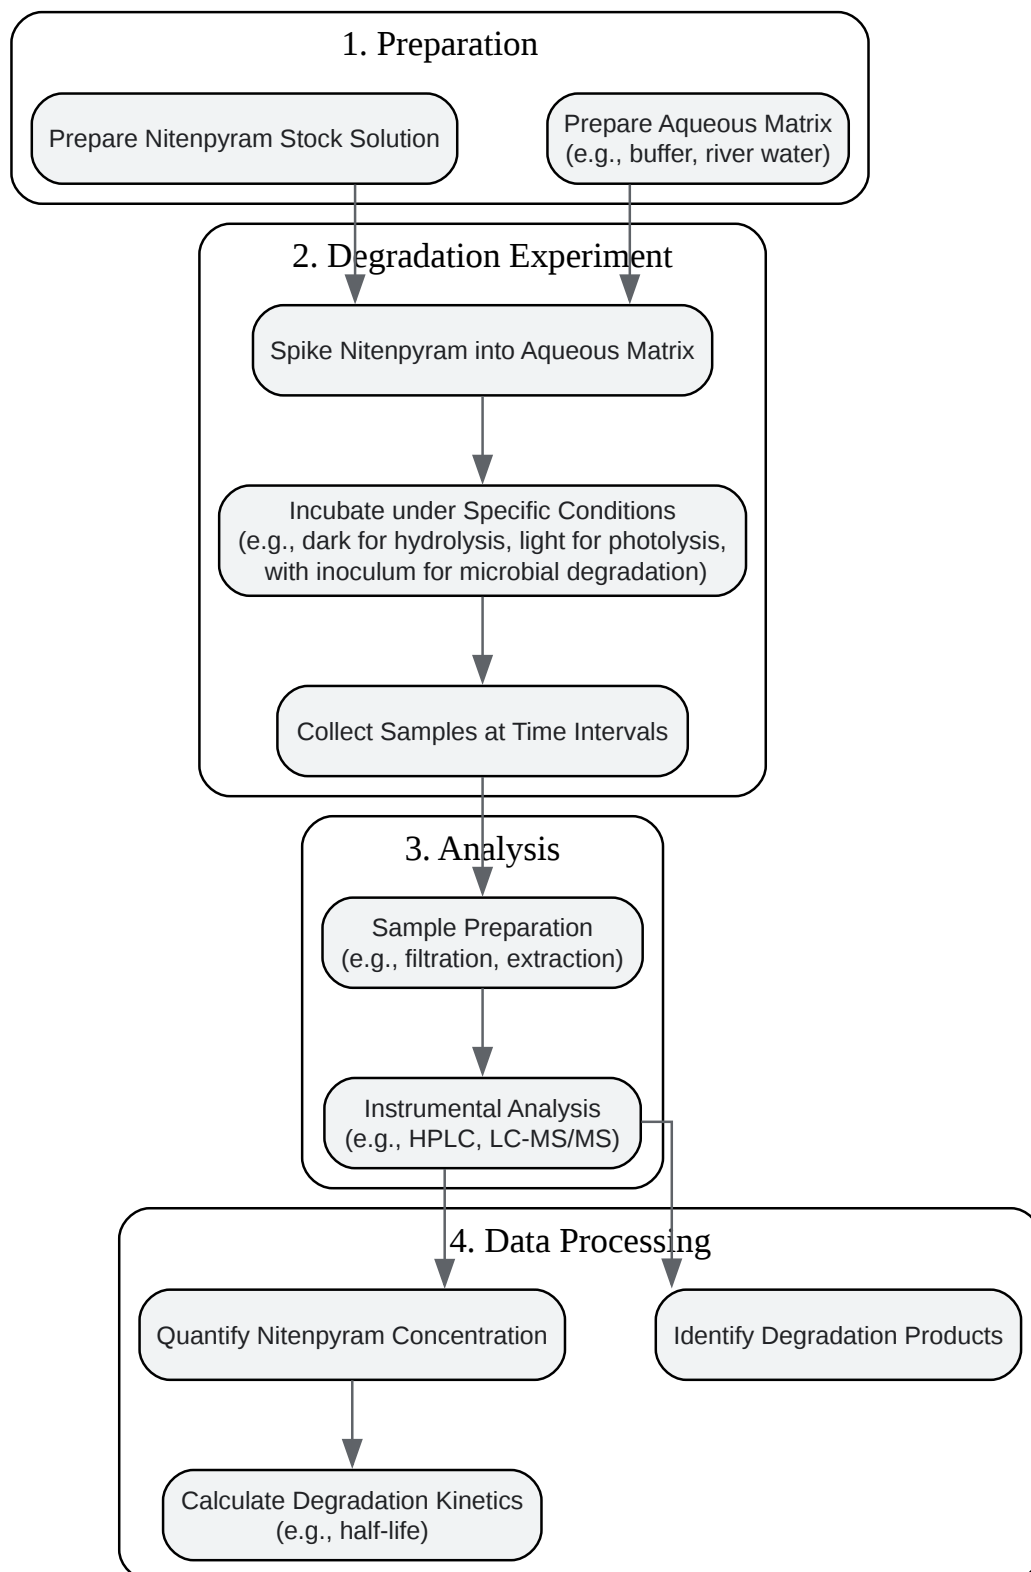 1. Preparation
Prepare Nitenpyram Stock Solution
Prepare Aqueous Matrix
(e.g., buffer, river water)
2. Degradation Experiment
Spike Nitenpyram into Aqueous Matrix
Incubate under Specific Conditions
(e.g., dark for hydrolysis, light for photolysis,
with inoculum for microbial degradation)
Collect Samples at Time Intervals
3. Analysis
Sample Preparation
(e.g., filtration, extraction)
Instrumental Analysis
(e.g., HPLC, LC-MS/MS)
4. Data Processing
Quantify Nitenpyram Concentration
Identify Degradation Products
Calculate Degradation Kinetics
(e.g., half-life)